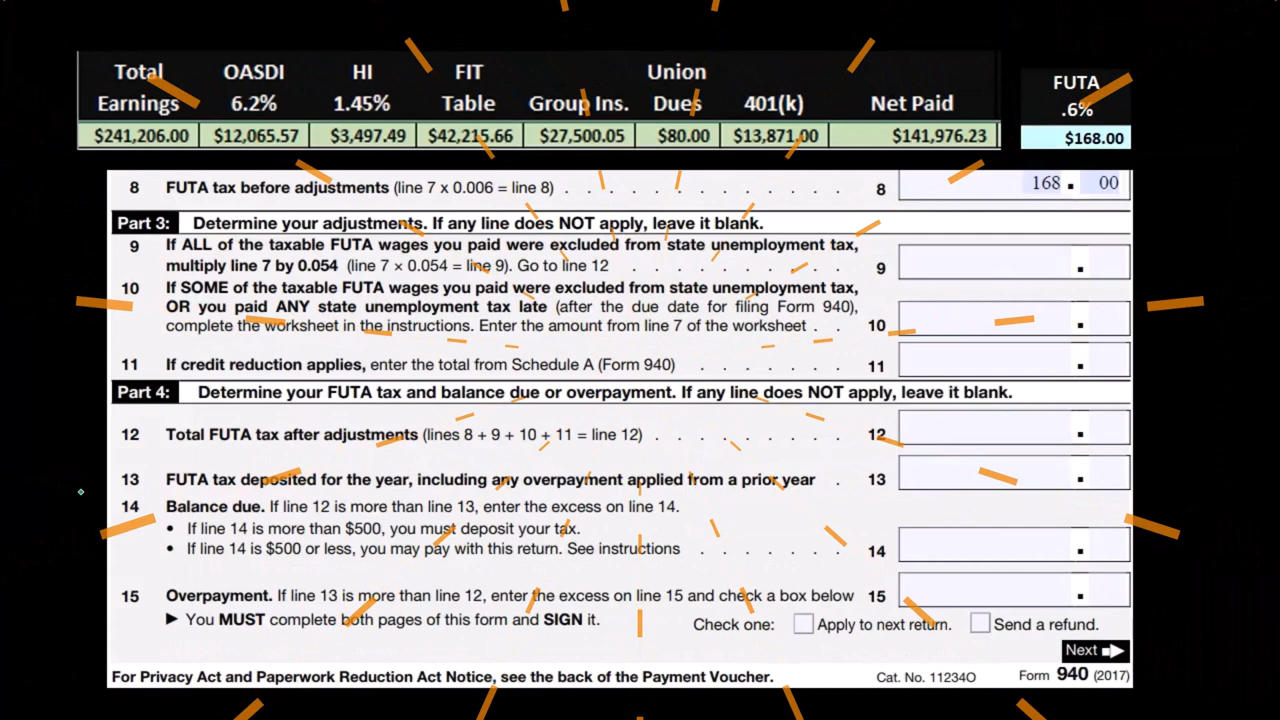 Total OASDI HI FIT Union
Earnings 6.2% 1.45% Table Group Ins. Dues 401(k) Net Paid
$241,206.00 $12,065.57 $3,497.49 $42,215.66 $27,500.05 $80.00 $13,871.00 $141,976.23
FUTA
.6%
$168.00
8 FUTA tax before adjustments (line 7 x 0.006 = line 8) . . . . . . . . . . . . . 8 168 . 00
Part 3: Determine your adjustments. If any line does NOT apply, leave it blank.
9 If ALL of the taxable FUTA wages you paid were excluded from state unemployment tax,
multiply line 7 by 0.054 (line 7 × 0.054 = line 9). Go to line 12 . . . . . . . . . . 9 .
10 If SOME of the taxable FUTA wages you paid were excluded from state unemployment tax,
OR you paid ANY state unemployment tax late (after the due date for filing Form 940),
complete the worksheet in the instructions. Enter the amount from line 7 of the worksheet . . 10 .
11 If credit reduction applies, enter the total from Schedule A (Form 940) . . . . . . . 11 .
Part 4: Determine your FUTA tax and balance due or overpayment. If any line does NOT apply, leave it blank.
12 Total FUTA tax after adjustments (lines 8 + 9 + 10 + 11 = line 12) . . . . . . . . . 12 .
13 FUTA tax deposited for the year, including any overpayment applied from a prior year . 13 .
14 Balance due. If line 12 is more than line 13, enter the excess on line 14.
• If line 14 is more than $500, you must deposit your tax.
• If line 14 is $500 or less, you may pay with this return. See instructions . . . . . . . 14 .
15 Overpayment. If line 13 is more than line 12, enter the excess on line 15 and check a box below 15 .
► You MUST complete both pages of this form and SIGN it. Check one: Apply to next return. Send a refund.
Next
For Privacy Act and Paperwork Reduction Act Notice, see the back of the Payment Voucher. Cat. No. 11234O Form 940 (2017)